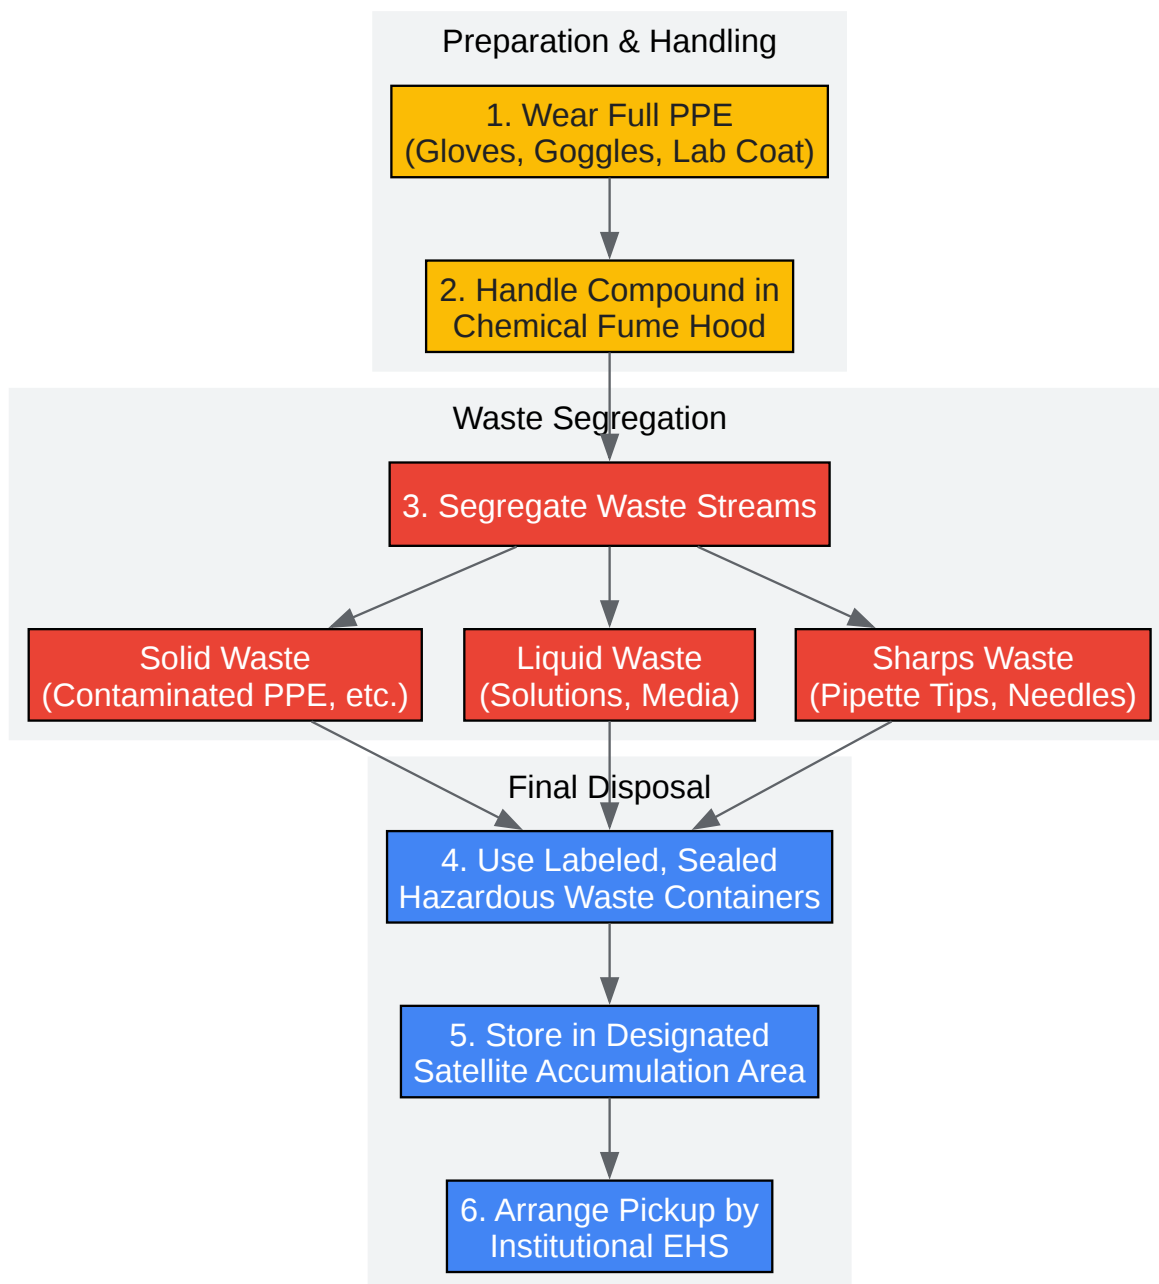 Preparation & Handling
1. Wear Full PPE
(Gloves, Goggles, Lab Coat)
2. Handle Compound in
Chemical Fume Hood
Waste Segregation
3. Segregate Waste Streams
Solid Waste
(Contaminated PPE, etc.)
Liquid Waste
(Solutions, Media)
Sharps Waste
(Pipette Tips, Needles)
Final Disposal
4. Use Labeled, Sealed
Hazardous Waste Containers
5. Store in Designated
Satellite Accumulation Area
6. Arrange Pickup by
Institutional EHS